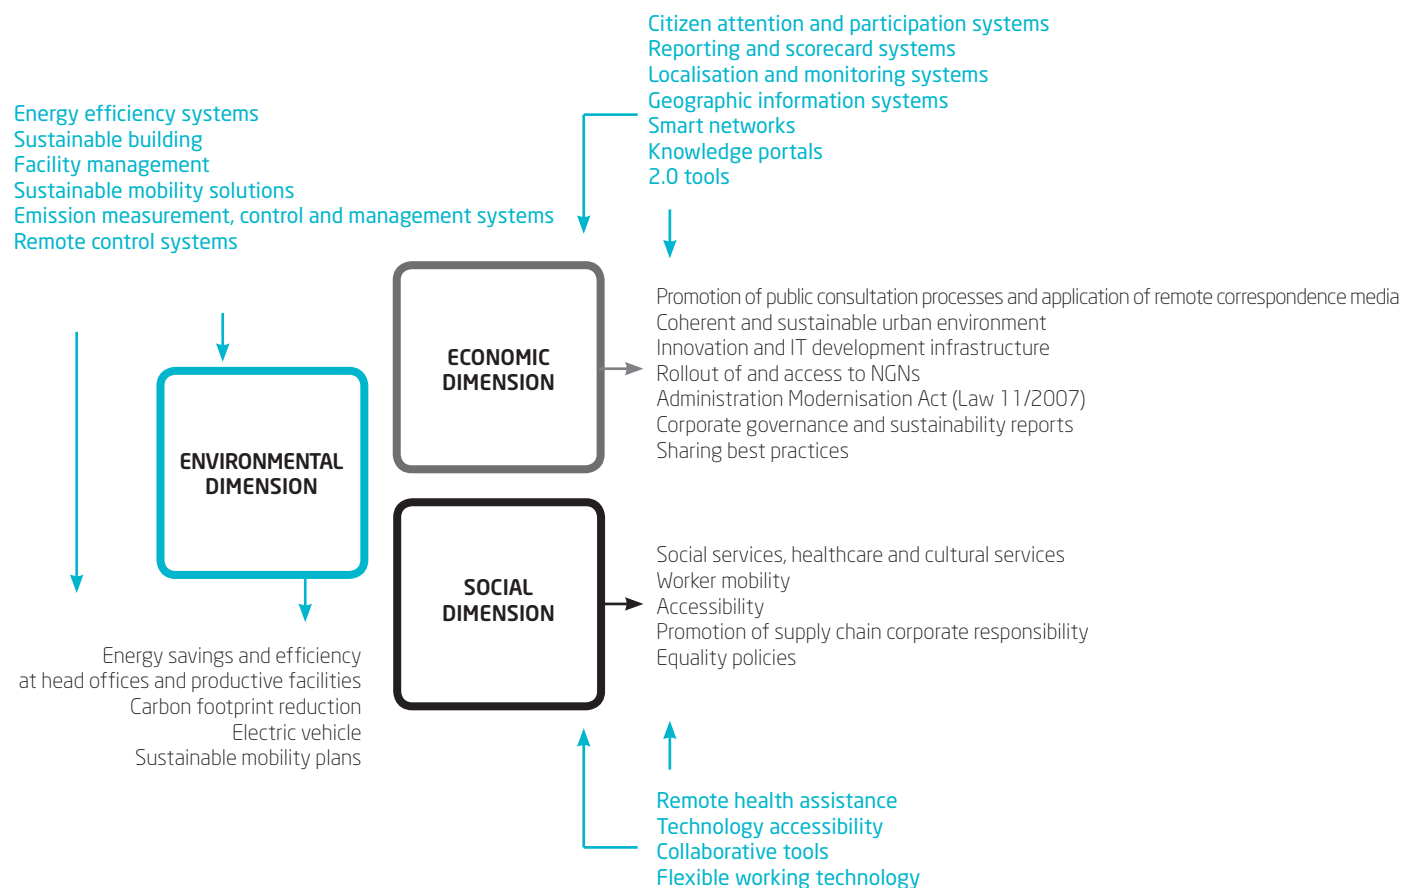 Citizen attention and participation systems
Reporting and scorecard systems
Localisation and monitoring systems
Geographic information systems
Smart networks
Knowledge portals
2.0 tools
Energy efficiency systems
Sustainable building
Facility management
Sustainable mobility solutions
Emission measurement, control and management systems
Remote control systems
ECONOMIC
DIMENSION
Promotion of public consultation processes and application of remote correspondence media
Coherent and sustainable urban environment
Innovation and IT development infrastructure
Rollout of and access to NGNs
Administration Modernisation Act (Law 11/2007)
Corporate governance and sustainability reports
Sharing best practices
ENVIRONMENTAL
DIMENSION
SOCIAL
DIMENSION
Social services, healthcare and cultural services
Worker mobility
Accessibility
Promotion of supply chain corporate responsibility
Equality policies
Energy savings and efficiency
at head offices and productive facilities
Carbon footprint reduction
Electric vehicle
Sustainable mobility plans
Remote health assistance
Technology accessibility
Collaborative tools
Flexible working technology